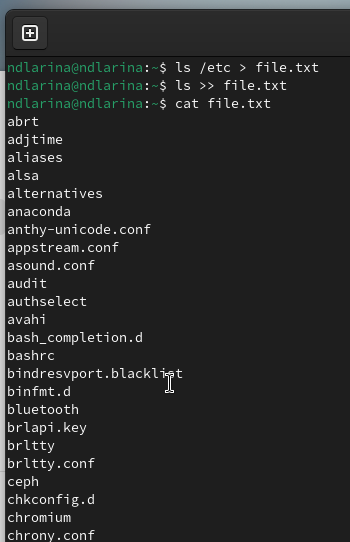 ndlarina@ndlarina:~$ ls /etc > file.txt
ndlarina@ndlarina:~$ ls >> file.txt
ndlarina@ndlarina:~$ cat file.txt
abrt
adjtime
aliases
alsa
alternatives
anaconda
anthy-unicode.conf
appstream.conf
asound.conf
audit
authselect
avahi
bash_completion.d
bashrc
bindresvport.blacklist
binfmt.d
bluetooth
brlapi.key
brltty
brltty.conf
ceph
chkconfig.d
chromium
chrony.conf